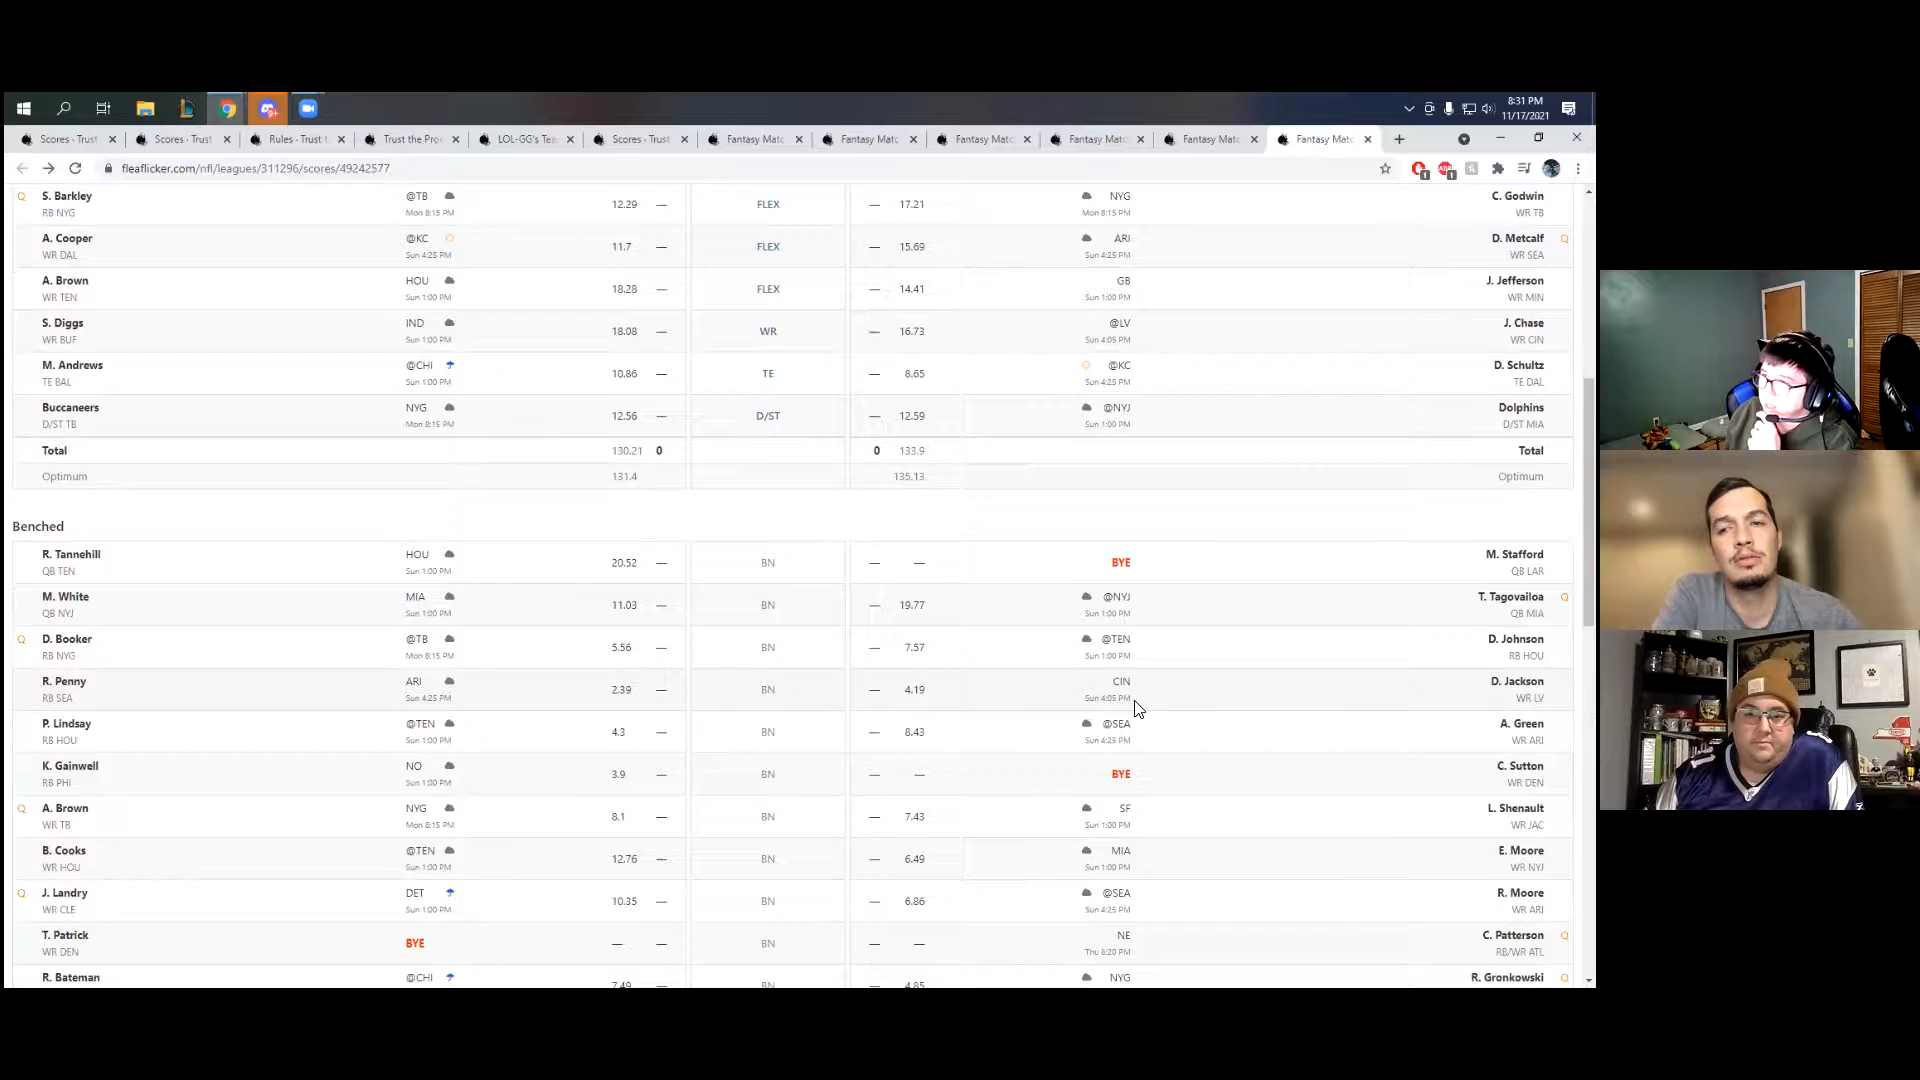 8:31 PM
11/17/2021
Scores - Trust
Scores - Trust
Rules - Trust t
Trust the Proc
LOL-GG's Tea
Scores - Trust
Fantasy Matc
Fantasy Matc
Fantasy Matc
Fantasy Matc
Fantasy Matc
Fantasy Matc
fleaflicker.com/nfl/leagues/311296/scores/49242577
Q S. Barkley @TB 12.29 — FLEX — 17.21 NYG C. Godwin
RB NYG Mon 8:15 PM Mon 8:15 PM WR TB
A. Cooper @KC 11.7 — FLEX — 15.69 ARI D. Metcalf Q
WR DAL Sun 4:25 PM Sun 4:25 PM WR SEA
A. Brown HOU 18.28 — FLEX — 14.41 GB J. Jefferson
WR TEN Sun 1:00 PM Sun 1:00 PM WR MIN
S. Diggs IND 18.08 — WR — 16.73 @LV J. Chase
WR BUF Sun 1:00 PM Sun 4:05 PM WR CIN
M. Andrews @CHI 10.86 — TE — 8.65 @KC D. Schultz
TE BAL Sun 1:00 PM Sun 4:25 PM TE DAL
Buccaneers NYG 12.56 — D/ST — 12.59 @NYJ Dolphins
D/ST TB Mon 8:15 PM Sun 1:00 PM D/ST MIA
Total 130.21 0 0 133.9 Total
Optimum 131.4 135.13 Optimum
Benched
R. Tannehill HOU 20.52 — BN — — BYE M. Stafford
QB TEN Sun 1:00 PM QB LAR
M. White MIA 11.03 — BN — 19.77 @NYJ T. Tagovailoa Q
QB NYJ Sun 1:00 PM Sun 1:00 PM QB MIA
Q D. Booker @TB 5.56 — BN — 7.57 @TEN D. Johnson
RB NYG Mon 8:15 PM Sun 1:00 PM RB HOU
R. Penny ARI 2.39 — BN — 4.19 CIN D. Jackson
RB SEA Sun 4:25 PM Sun 4:05 PM WR LV
P. Lindsay @TEN 4.3 — BN — 8.43 @SEA A. Green
RB HOU Sun 1:00 PM Sun 4:25 PM WR ARI
K. Gainwell NO 3.9 — BN — — BYE C. Sutton
RB PHI Sun 1:00 PM WR DEN
Q A. Brown NYG 8.1 — BN — 7.43 SF L. Shenault
WR TB Mon 8:15 PM Sun 1:00 PM WR JAC
B. Cooks @TEN 12.76 — BN — 6.49 MIA E. Moore
WR HOU Sun 1:00 PM Sun 1:00 PM WR NYJ
Q J. Landry DET 10.35 — BN — 6.86 @SEA R. Moore
WR CLE Sun 1:00 PM Sun 4:25 PM WR ARI
T. Patrick BYE — — BN — — NE C. Patterson Q
WR DEN Thu 8:20 PM RB/WR ATL
R. Bateman @CHI 7.49 — BN — 4.85 NYG R. Gronkowski Q